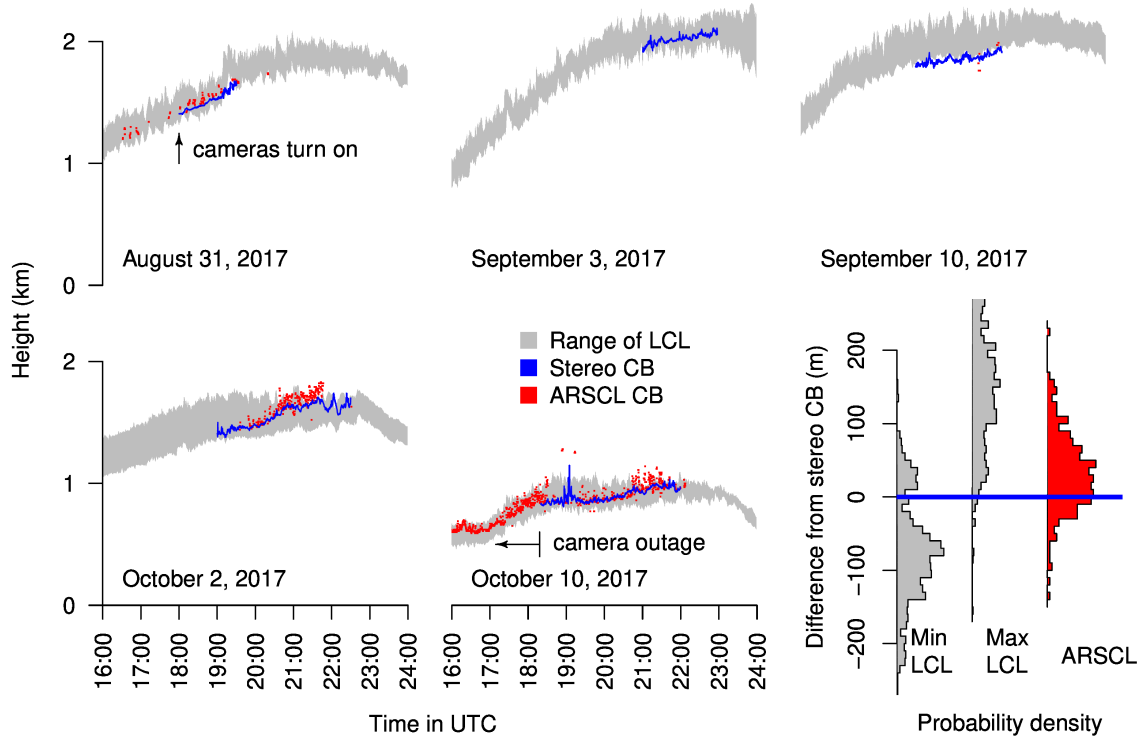 2
1
0
Height (km)
cameras turn on
August 31, 2017
September 3, 2017
September 10, 2017
2
1
0
October 2, 2017
Range of LCL
Stereo CB
ARSCL CB
camera outage
October 10, 2017
16:00 17:00 18:00 19:00 20:00 21:00 22:00 23:00 24:00
16:00 17:00 18:00 19:00 20:00 21:00 22:00 23:00 24:00
Time in UTC
Difference from stereo CB (m)
200
100
0
−100
−200
Min LCL
Max LCL
ARSCL
Probability density